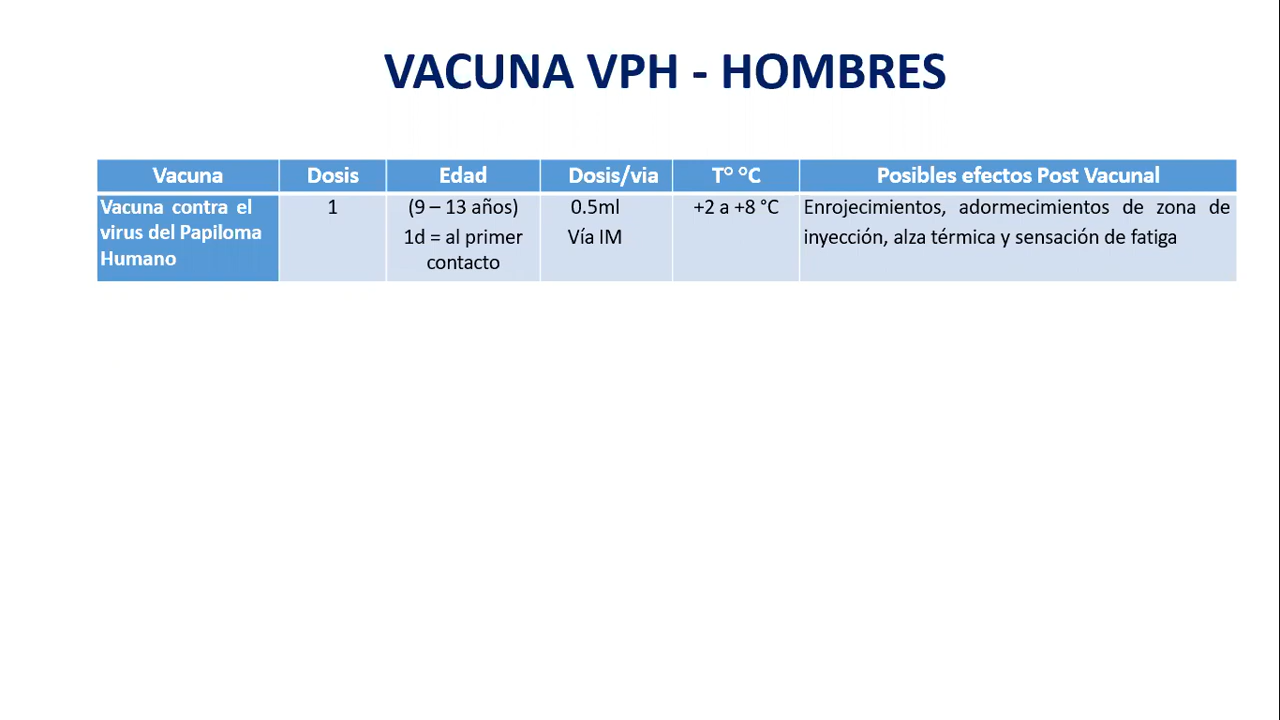 VACUNA VPH - HOMBRES
Vacuna Dosis Edad Dosis/via T° °C Posibles efectos Post Vacunal
Vacuna contra el
virus del Papiloma
Humano
1
(9 – 13 años)
1d = al primer
contacto
0.5ml
Vía IM
+2 a +8 °C
Enrojecimientos, adormecimientos de zona de
inyección, alza térmica y sensación de fatiga